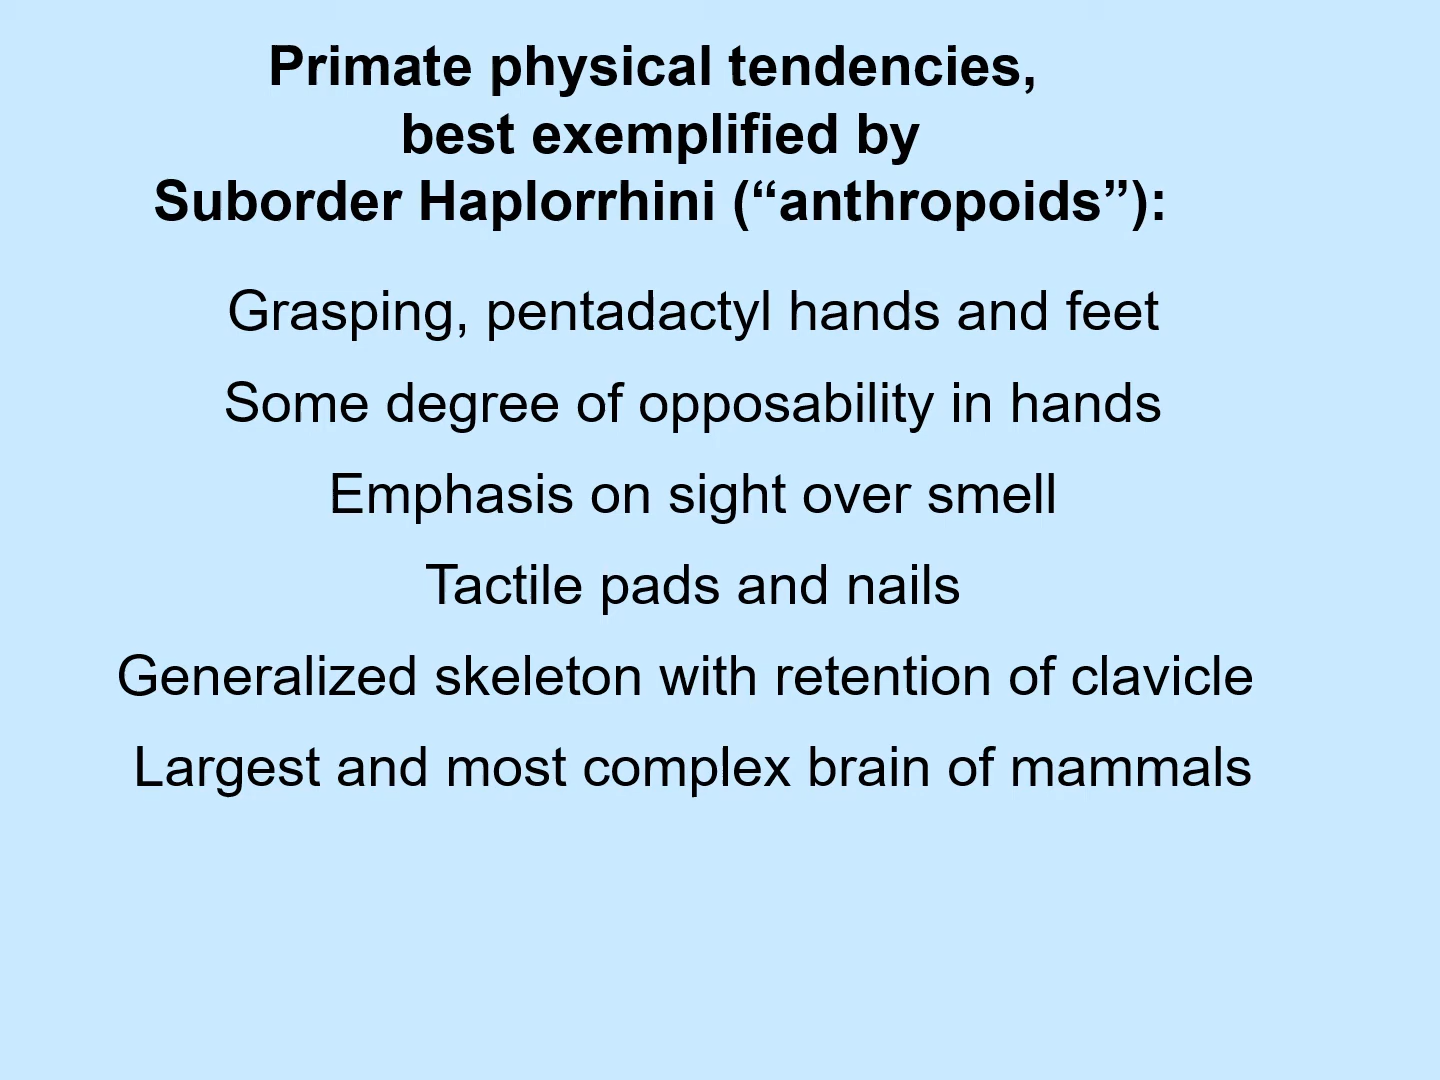 Primate physical tendencies,
best exemplified by
Suborder Haplorrhini (“anthropoids”):
Grasping, pentadactyl hands and feet
Some degree of opposability in hands
Emphasis on sight over smell
Tactile pads and nails
Generalized skeleton with retention of clavicle
Largest and most complex brain of mammals